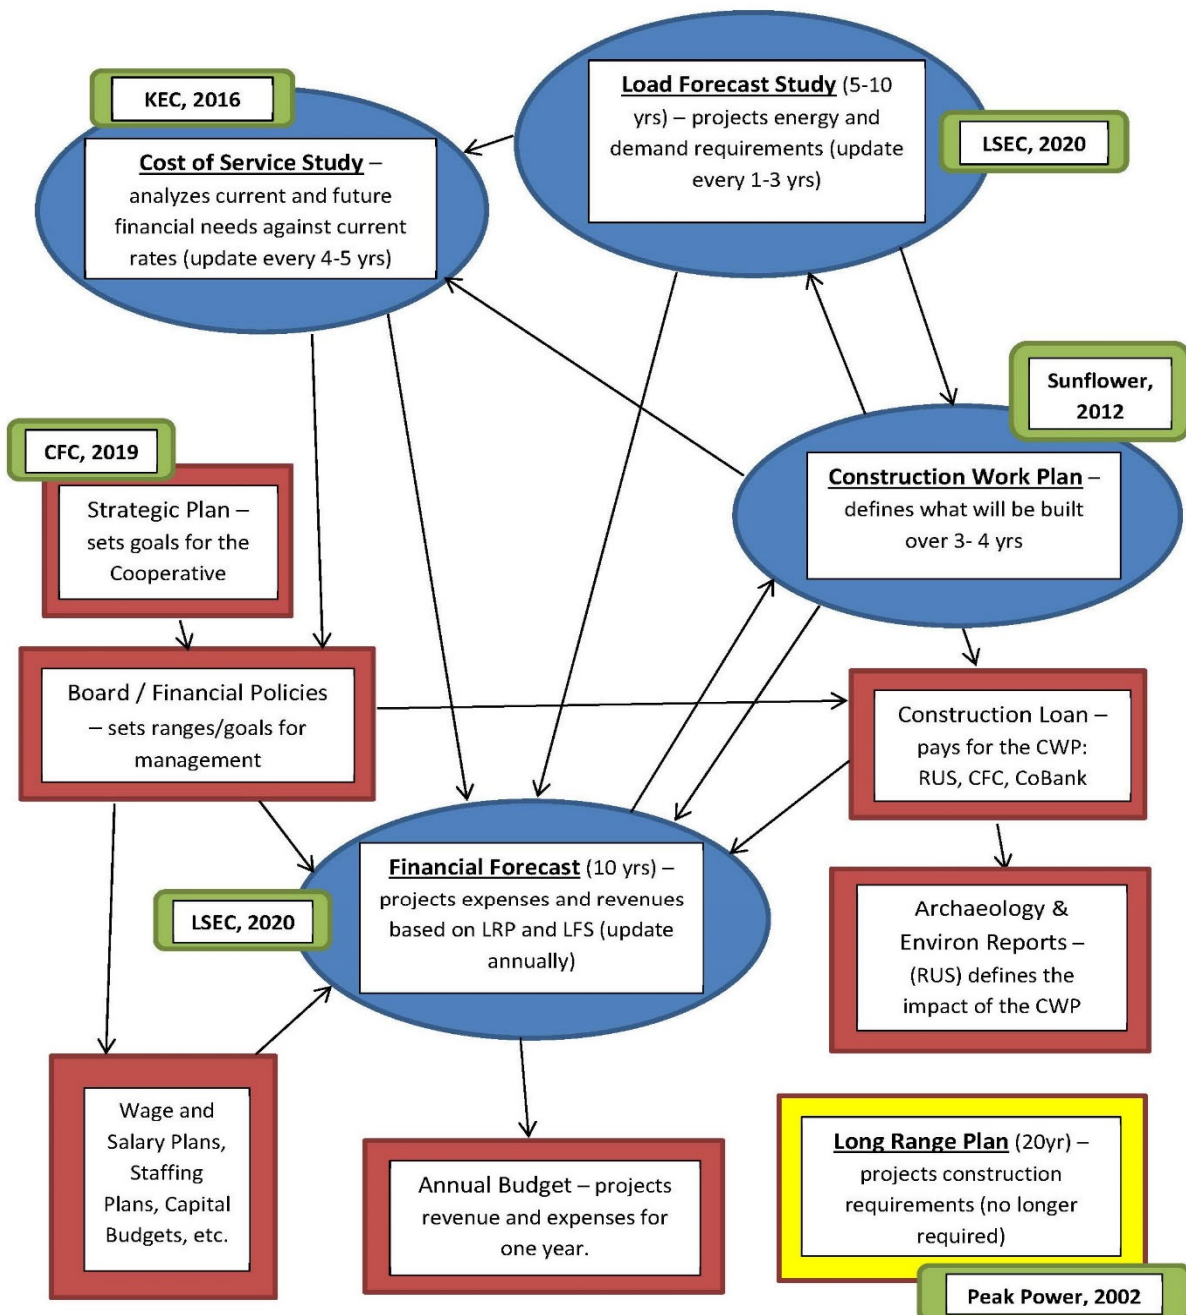 KEC, 2016
Cost of Service Study –
analyzes current and future
financial needs against current
rates (update every 4-5 yrs)
Load Forecast Study (5-10
yrs) – projects energy and
demand requirements (update
every 1-3 yrs)
LSEC, 2020
Sunflower,
2012
Construction Work Plan –
defines what will be built
over 3- 4 yrs
CFC, 2019
Strategic Plan –
sets goals for the
Cooperative
Board / Financial Policies
– sets ranges/goals for
management
Construction Loan –
pays for the CWP:
RUS, CFC, CoBank
Financial Forecast (10 yrs) –
projects expenses and revenues
based on LRP and LFS (update
annually)
LSEC, 2020
Archaeology &
Environ Reports –
(RUS) defines the
impact of the CWP
Wage and
Salary Plans,
Staffing
Plans, Capital
Budgets, etc.
Annual Budget – projects
revenue and expenses for
one year.
Long Range Plan (20yr) –
projects construction
requirements (no longer
required)
Peak Power, 2002